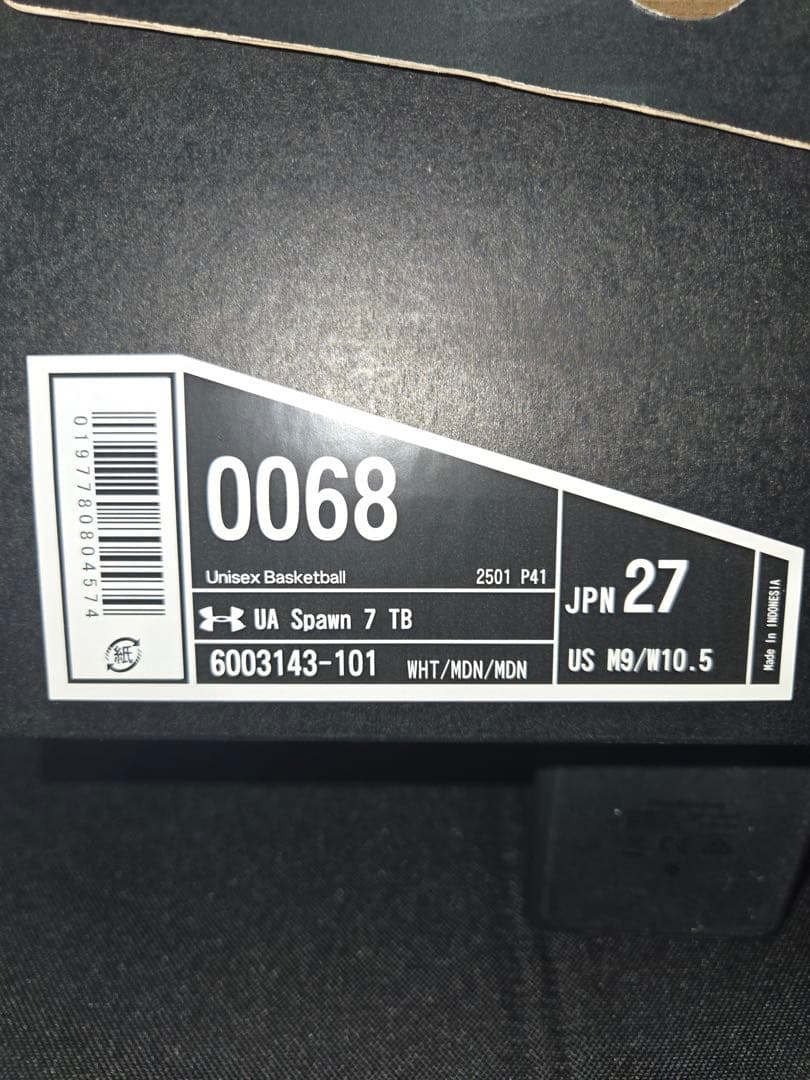 0197780804574
紙
0068
Unisex Basketball 2501 P41
UA Spawn 7 TB
6003143-101 WHT/MDN/MDN
JPN 27
US M9/W10.5
Made In INDONESIA